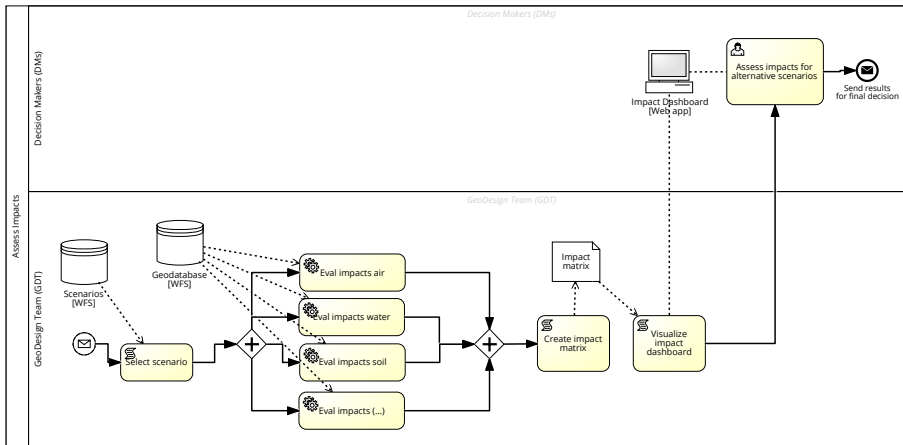 Assess Impacts
Decision Makers (DMs)
Decision Makers (DMs)
Impact Dashboard
[Web app]
Assess impacts for
alternative scenarios
Send results
for final decision
GeoDesign Team (GDT)
GeoDesign Team (GDT)
Scenarios
[WFS]
Geodatabase
[WFS]
Select scenario
Eval impacts air
Eval impacts water
Eval impacts soil
Eval impacts (...)
Impact
matrix
Create impact
matrix
Visualize
impact
dashboard